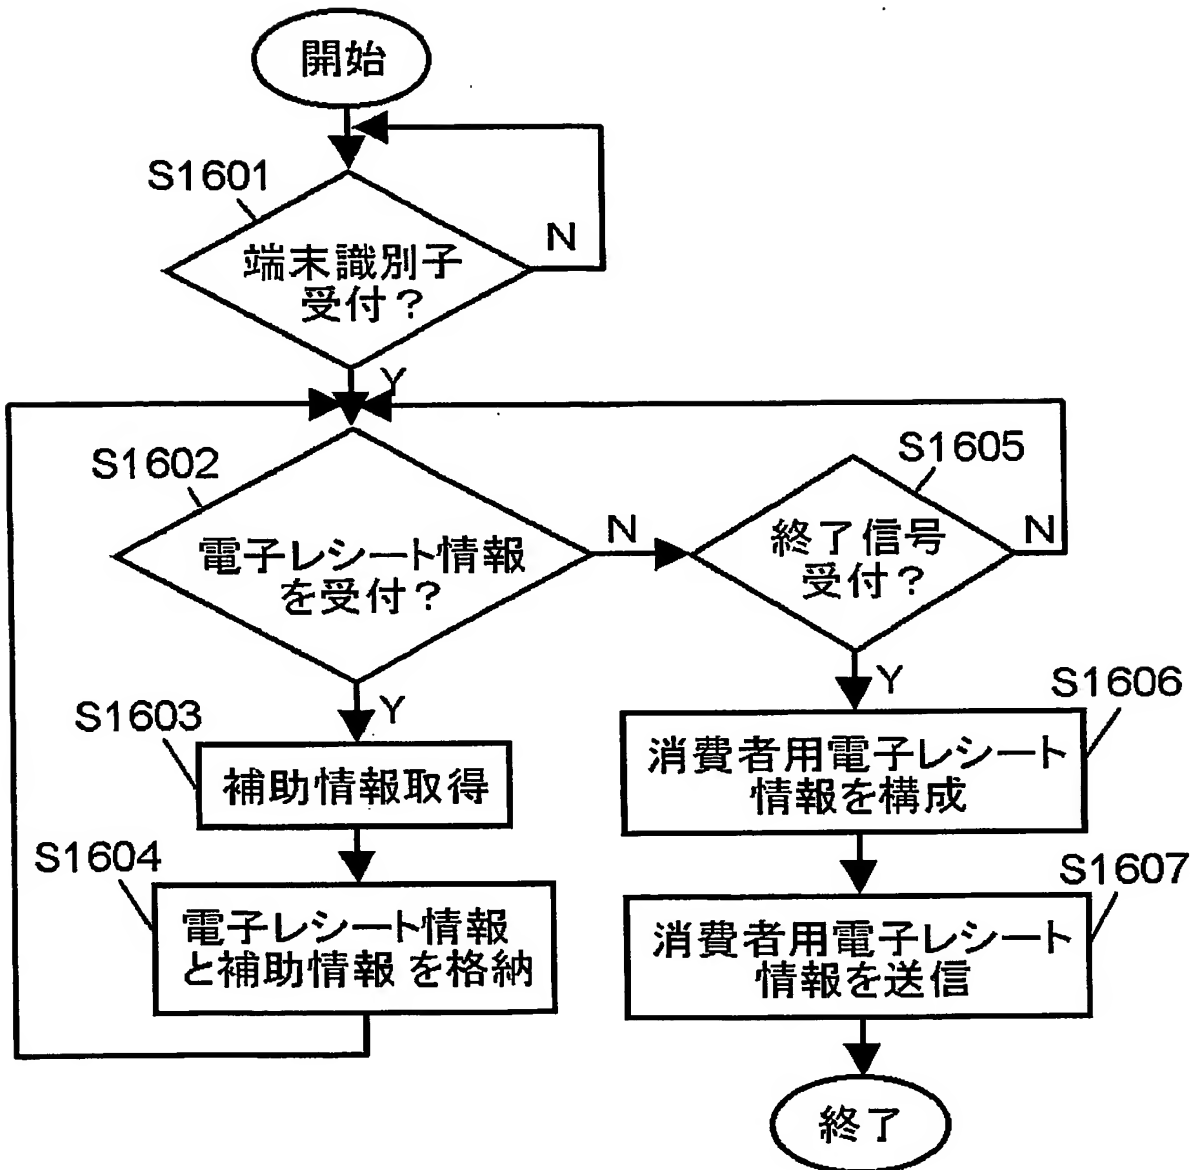 開始
S1601
端末識別子
受付？
N
Y
S1602
電子レシート情報
を受付？
N
S1605
終了信号
受付？
N
Y
S1603
補助情報取得
Y
S1606
消費者用電子レシート
情報を構成
S1604
電子レシート情報
と補助情報を格納
S1607
消費者用電子レシート
情報を送信
終了